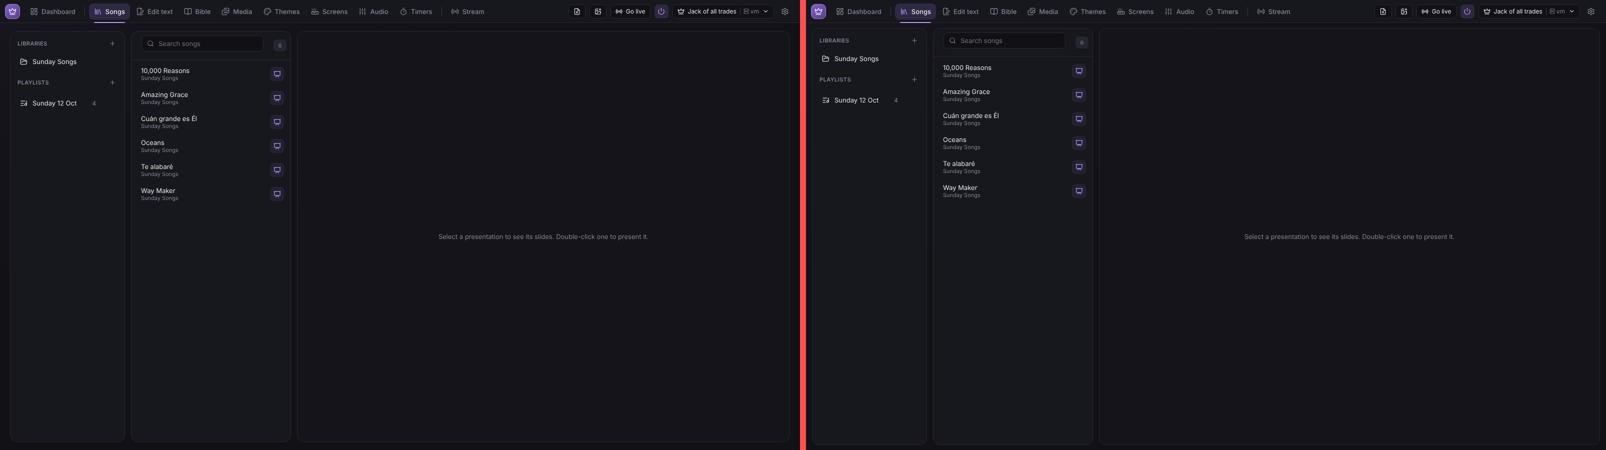 Dashboard Songs Edit text Bible Media Themes Screens Audio Timers Stream Go live Jack of all trades vm
LIBRARIES
Sunday Songs
PLAYLISTS
Sunday 12 Oct 4
Search songs 6
10,000 Reasons
Sunday Songs
Amazing Grace
Sunday Songs
Cuán grande es Él
Sunday Songs
Oceans
Sunday Songs
Te alabaré
Sunday Songs
Way Maker
Sunday Songs
Select a presentation to see its slides. Double-click one to present it.
Dashboard Songs Edit text Bible Media Themes Screens Audio Timers Stream Go live Jack of all trades vm
LIBRARIES
Sunday Songs
PLAYLISTS
Sunday 12 Oct 4
Search songs 6
10,000 Reasons
Sunday Songs
Amazing Grace
Sunday Songs
Cuán grande es Él
Sunday Songs
Oceans
Sunday Songs
Te alabaré
Sunday Songs
Way Maker
Sunday Songs
Select a presentation to see its slides. Double-click one to present it.